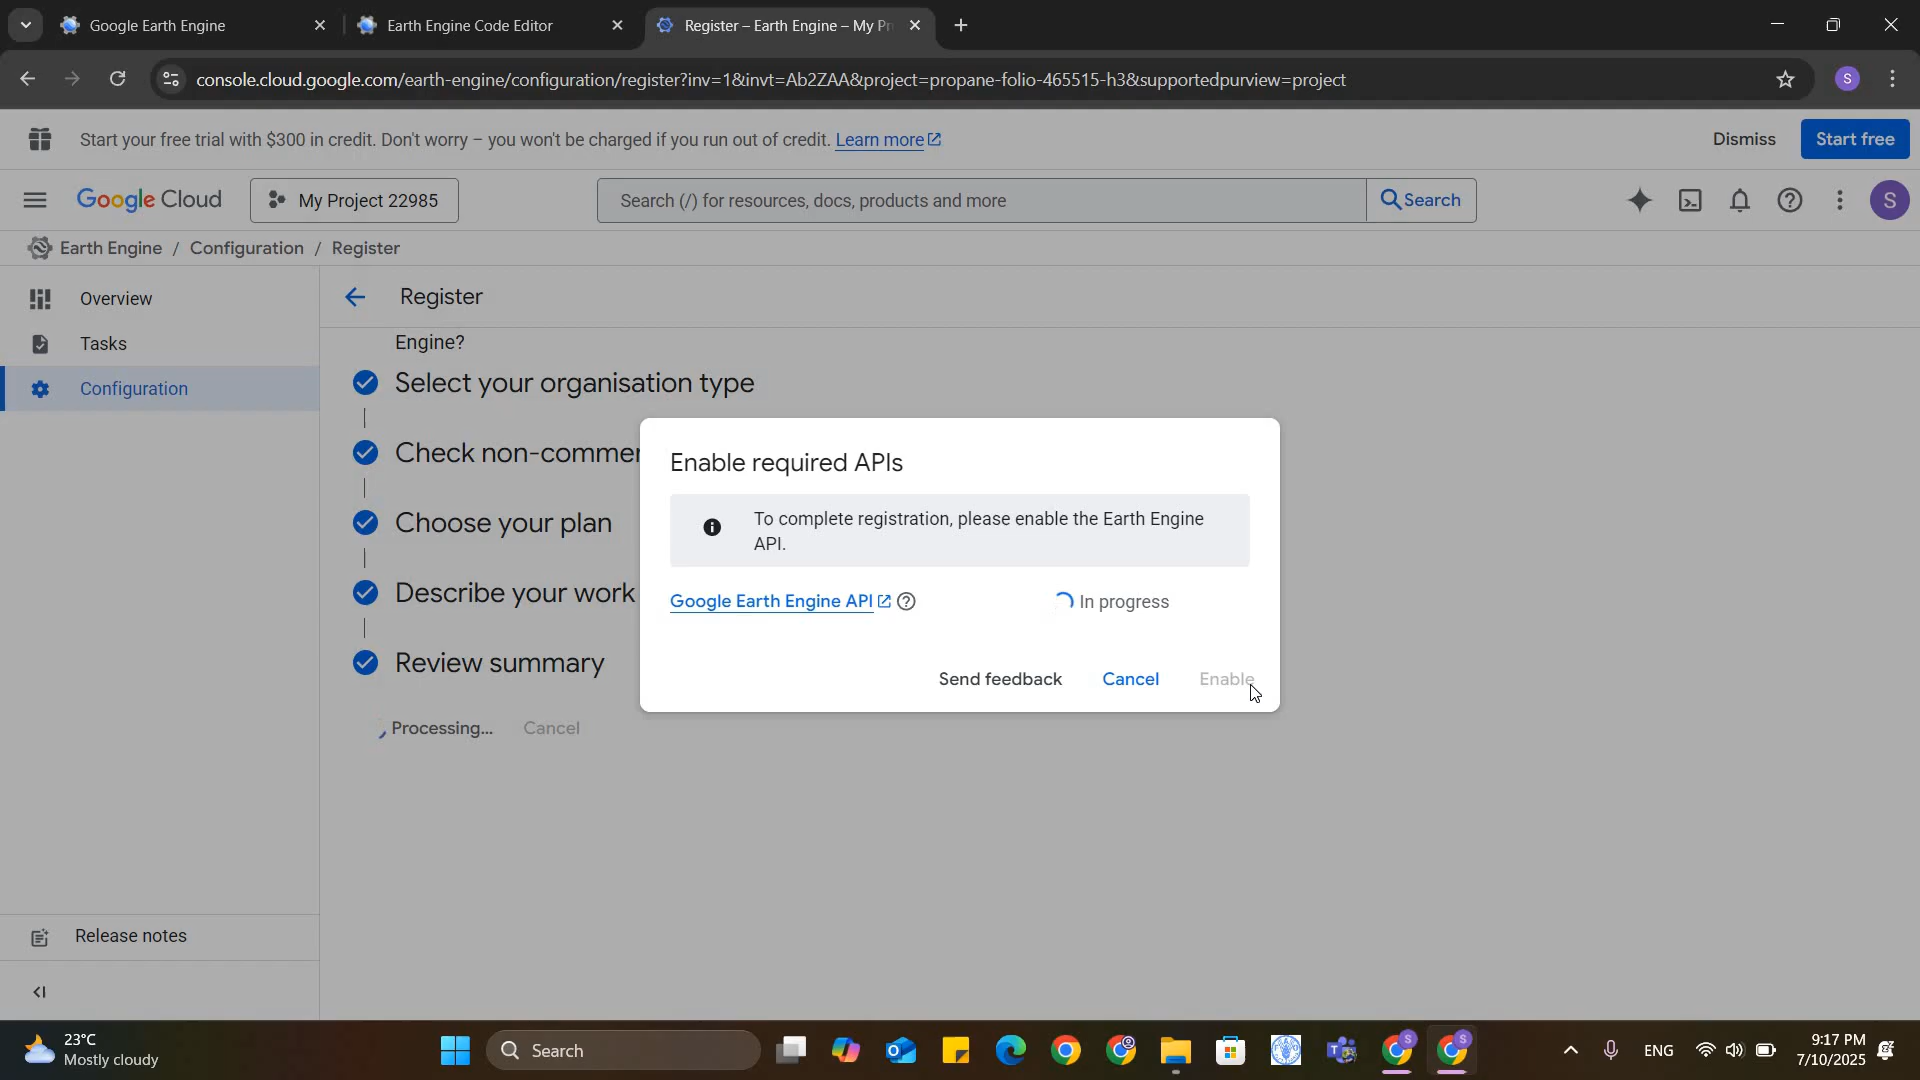 Google Earth Engine
Earth Engine Code Editor
Register – Earth Engine – My Pr
console.cloud.google.com/earth-engine/configuration/register?inv=1&invt=Ab2ZAA&project=propane-folio-465515-h3&supportedpurview=project
S
Start your free trial with $300 in credit. Don't worry – you won't be charged if you run out of credit. Learn more
Dismiss
Start free
Google Cloud
My Project 22985
Search (/) for resources, docs, products and more
Search
S
Earth Engine / Configuration / Register
Overview
Tasks
Configuration
Release notes
Register
Engine?
Select your organisation type
Check non-commer
Choose your plan
Describe your work
Review summary
Processing...
Cancel
Enable required APIs
To complete registration, please enable the Earth Engine
API.
Google Earth Engine API
In progress
Send feedback
Cancel
Enable
23°C
Mostly cloudy
Search
ENG
9:17 PM
7/10/2025